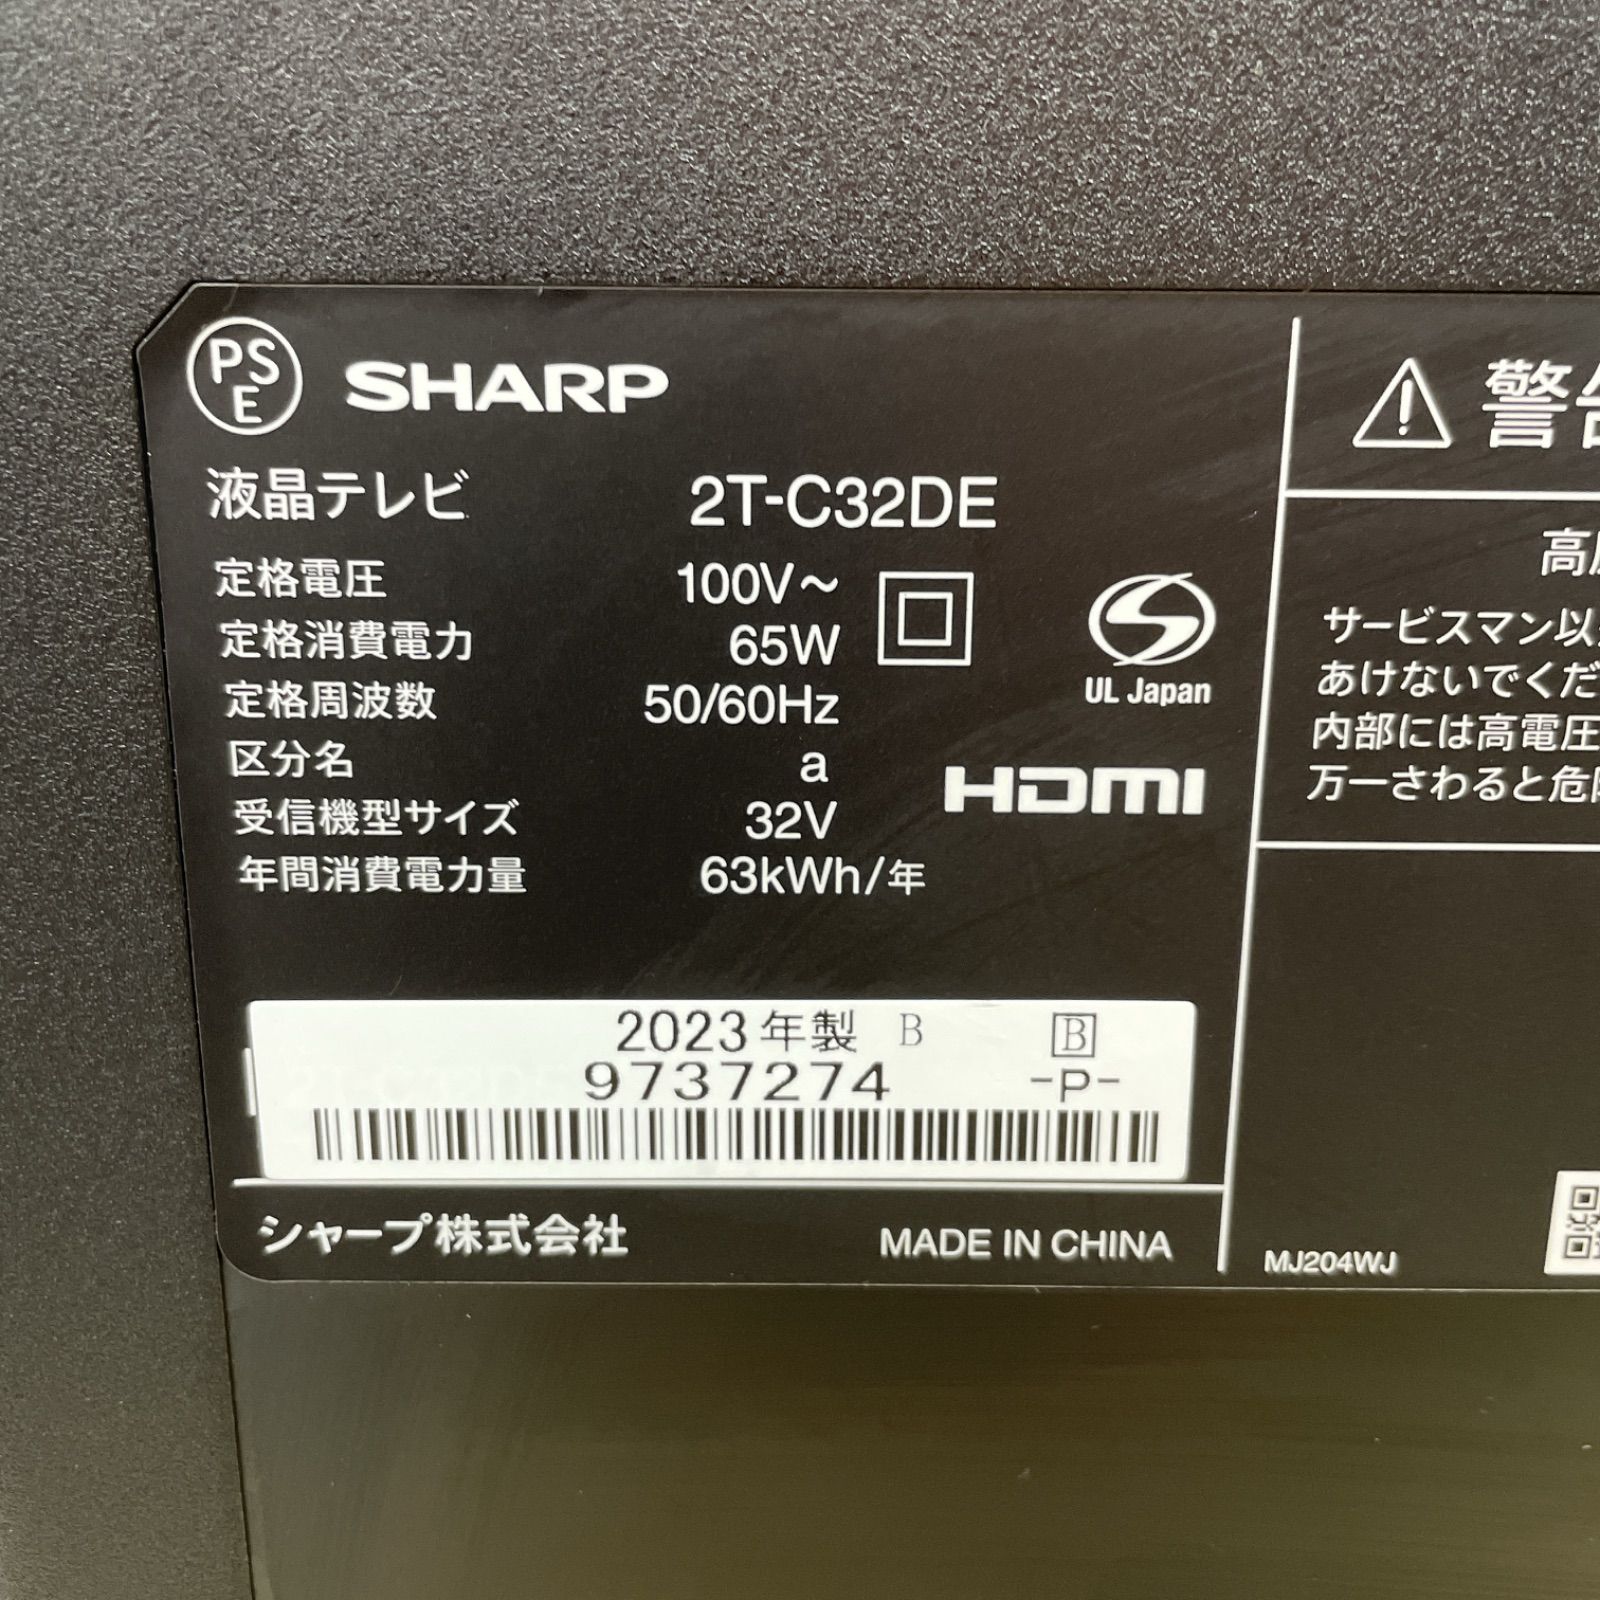 PSE SHARP
液晶テレビ 2T-C32DE
定格電圧 100V～
定格消費電力 65W
定格周波数 50/60Hz
区分名 a
受信機型サイズ 32V
年間消費電力量 63kWh/年
UL Japan
HDMI
2023年製 B B
9737274 -P-
シャープ株式会社 MADE IN CHINA
警告
高
サービスマン以
あけないでくだ
内部には高電圧
万一さわると危
MJ204WJ